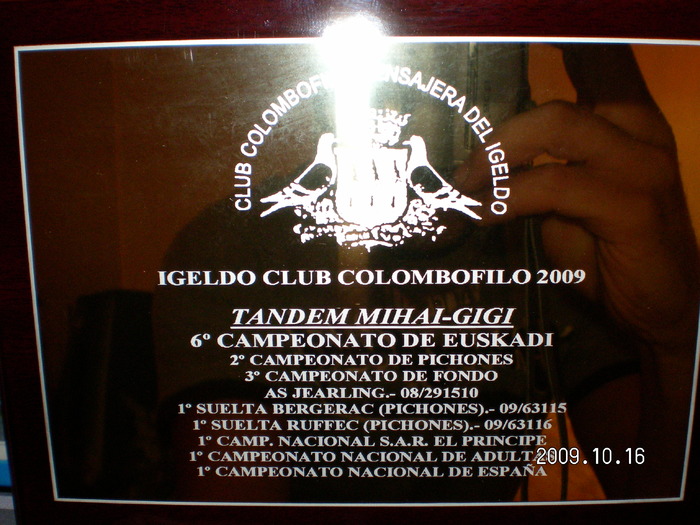 CLUB COLOMBOFILO MENSAJERA DEL IGELDO
IGELDO CLUB COLOMBOFILO 2009
TANDEM MIHAI-GIGI
6º CAMPEONATO DE EUSKADI
2º CAMPEONATO DE PICHONES
3º CAMPEONATO DE FONDO
AS JEARLING.- 08/291510
1º SUELTA BERGERAC (PICHONES).- 09/63115
1º SUELTA RUFFEC (PICHONES).- 09/63116
1º CAMP. NACIONAL S.A.R. EL PRINCIPE
1º CAMPEONATO NACIONAL DE
1º CAMPEONATO NACIONAL DE ESPAÑA
2009.10.16